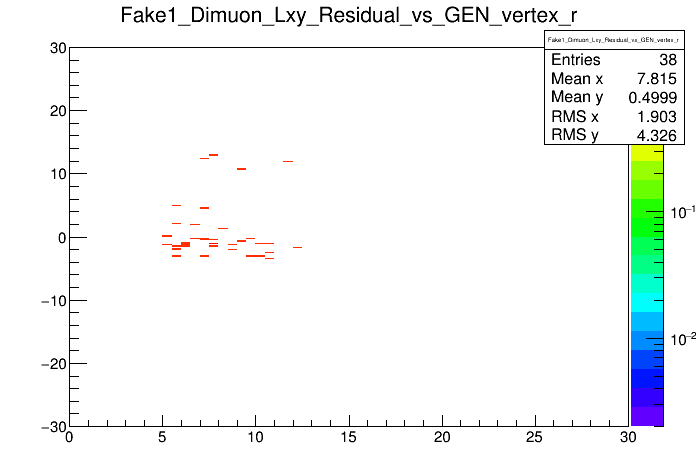 Fake1_Dimuon_Lxy_Residual_vs_GEN_vertex_r
Fake1_Dimuon_Lxy_Residual_vs_GEN_vertex_r
Entries 38
Mean x 7.815
Mean y 0.4999
RMS x 1.903
RMS y 4.326
30
20
10
0
−10
−20
−30
0 5 10 15 20 25 30
10⁻¹
10⁻²